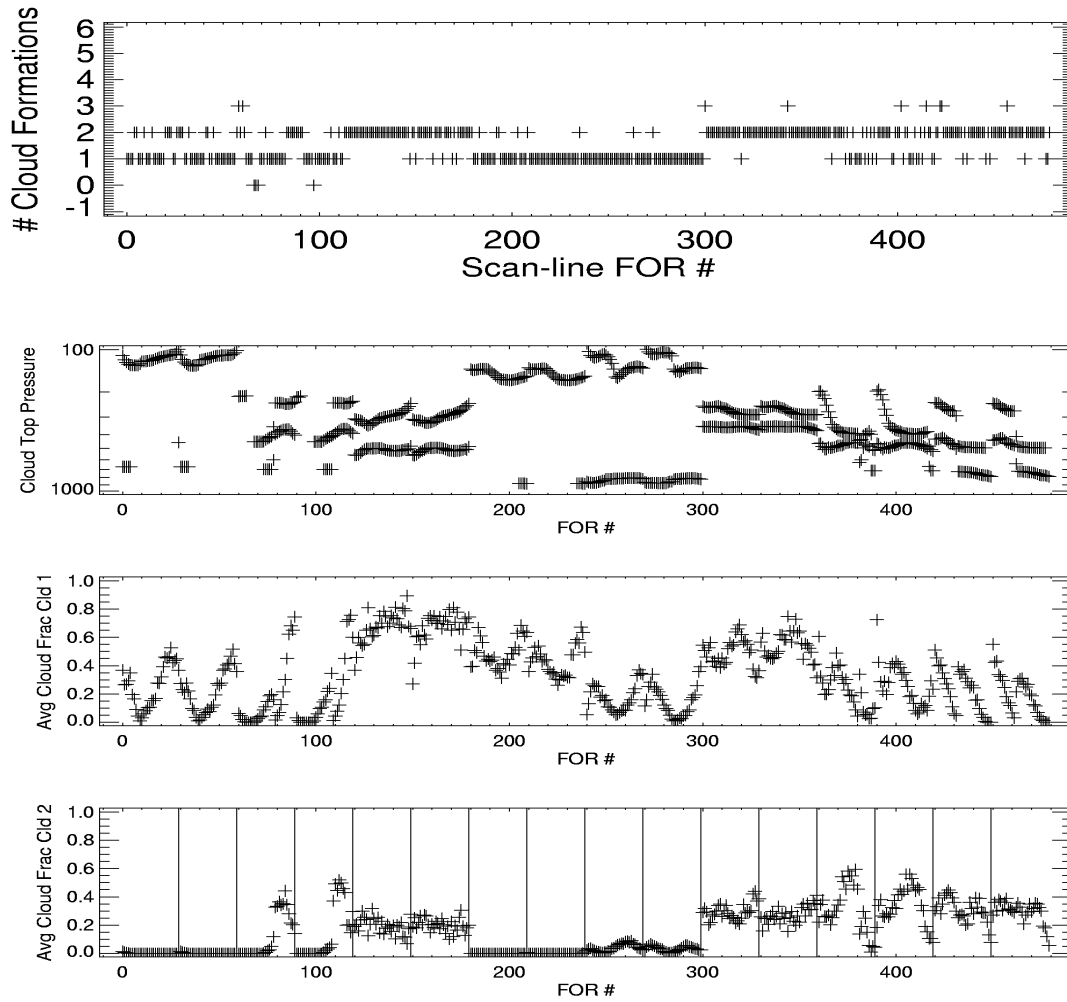 # Cloud Formations
6
5
4
3
2
1
0
-1
0 100 200 300 400
Scan-line FOR #
Cloud Top Pressure
100
1000
0 100 200 300 400
FOR #
Avg Cloud Frac Cld 1
1.0
0.8
0.6
0.4
0.2
0.0
0 100 200 300 400
FOR #
Avg Cloud Frac Cld 2
1.0
0.8
0.6
0.4
0.2
0.0
0 100 200 300 400
FOR #